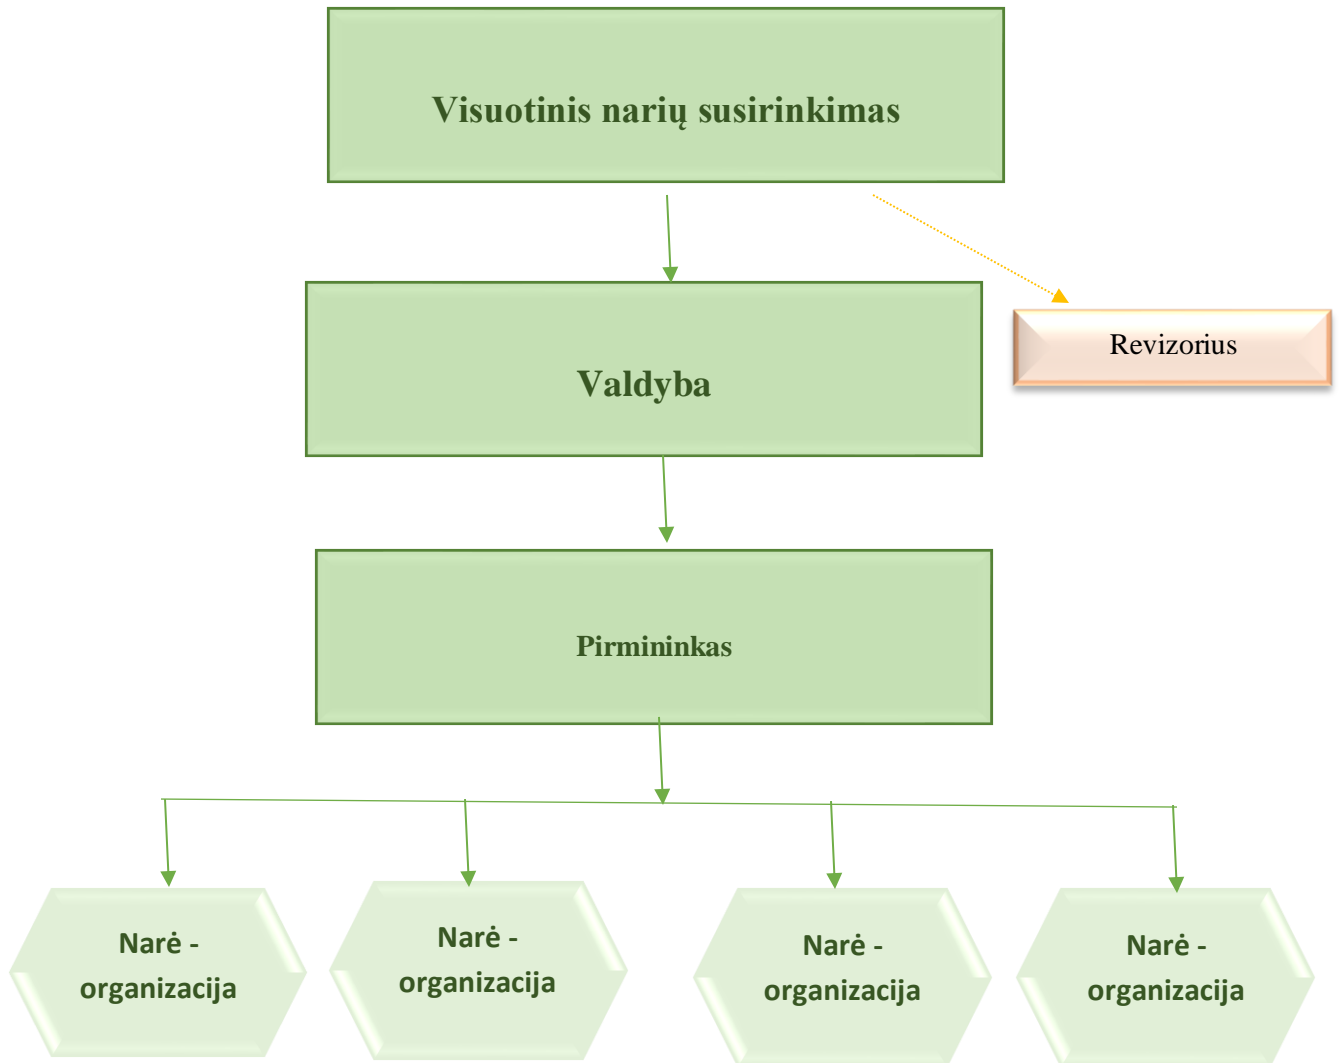 Visuotinis narių susirinkimas
Revizorius
Valdyba
Pirmininkas
Narė -
organizacija
Narė -
organizacija
Narė -
organizacija
Narė -
organizacija